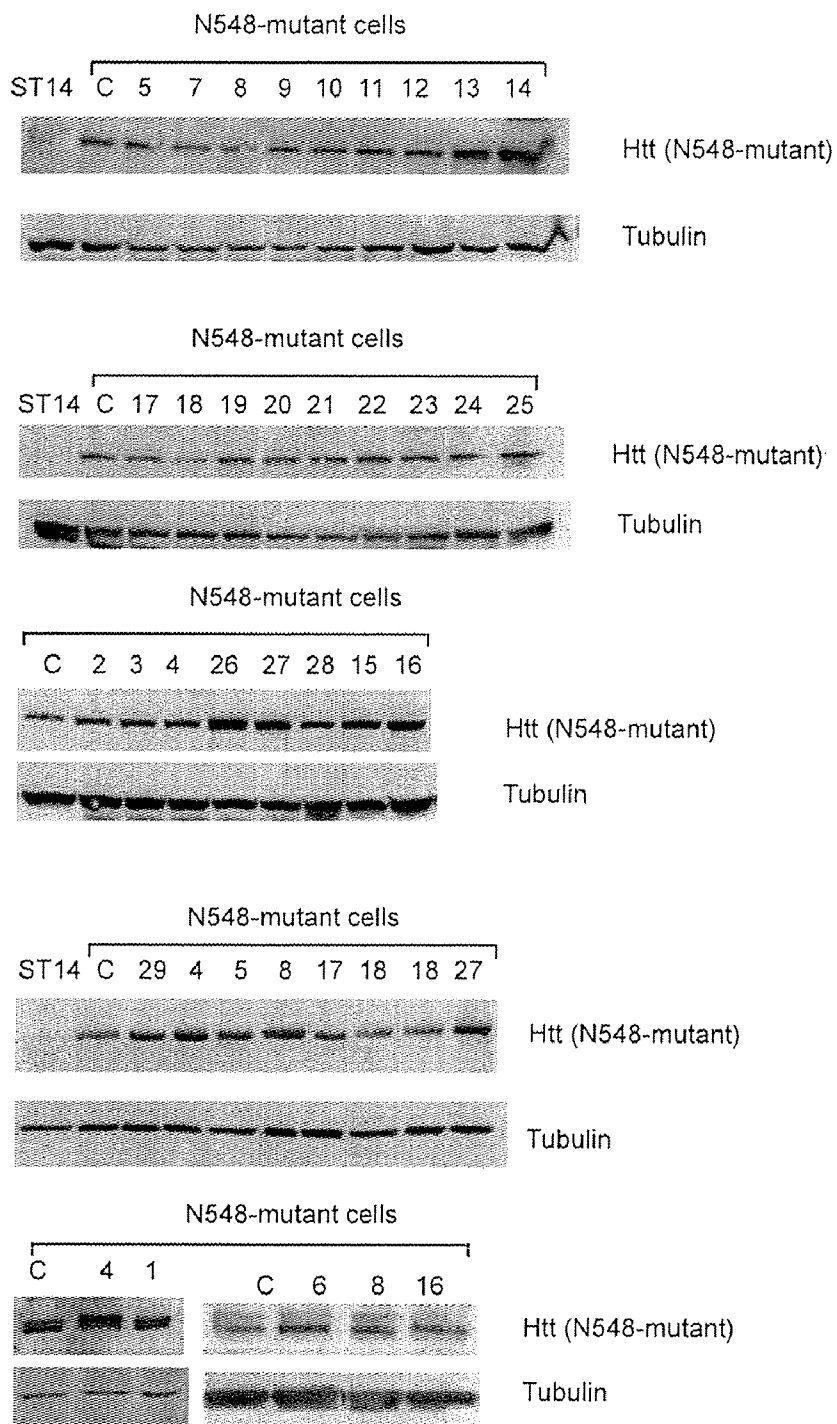 N548-mutant cells
ST14 C 5 7 8 9 10 11 12 13 14
Htt (N548-mutant)
Tubulin
N548-mutant cells
ST14 C 17 18 19 20 21 22 23 24 25
Htt (N548-mutant)
Tubulin
N548-mutant cells
C 2 3 4 26 27 28 15 16
Htt (N548-mutant)
Tubulin
N548-mutant cells
ST14 C 29 4 5 8 17 18 18 27
Htt (N548-mutant)
Tubulin
N548-mutant cells
C 4 1 C 6 8 16
Htt (N548-mutant)
Tubulin